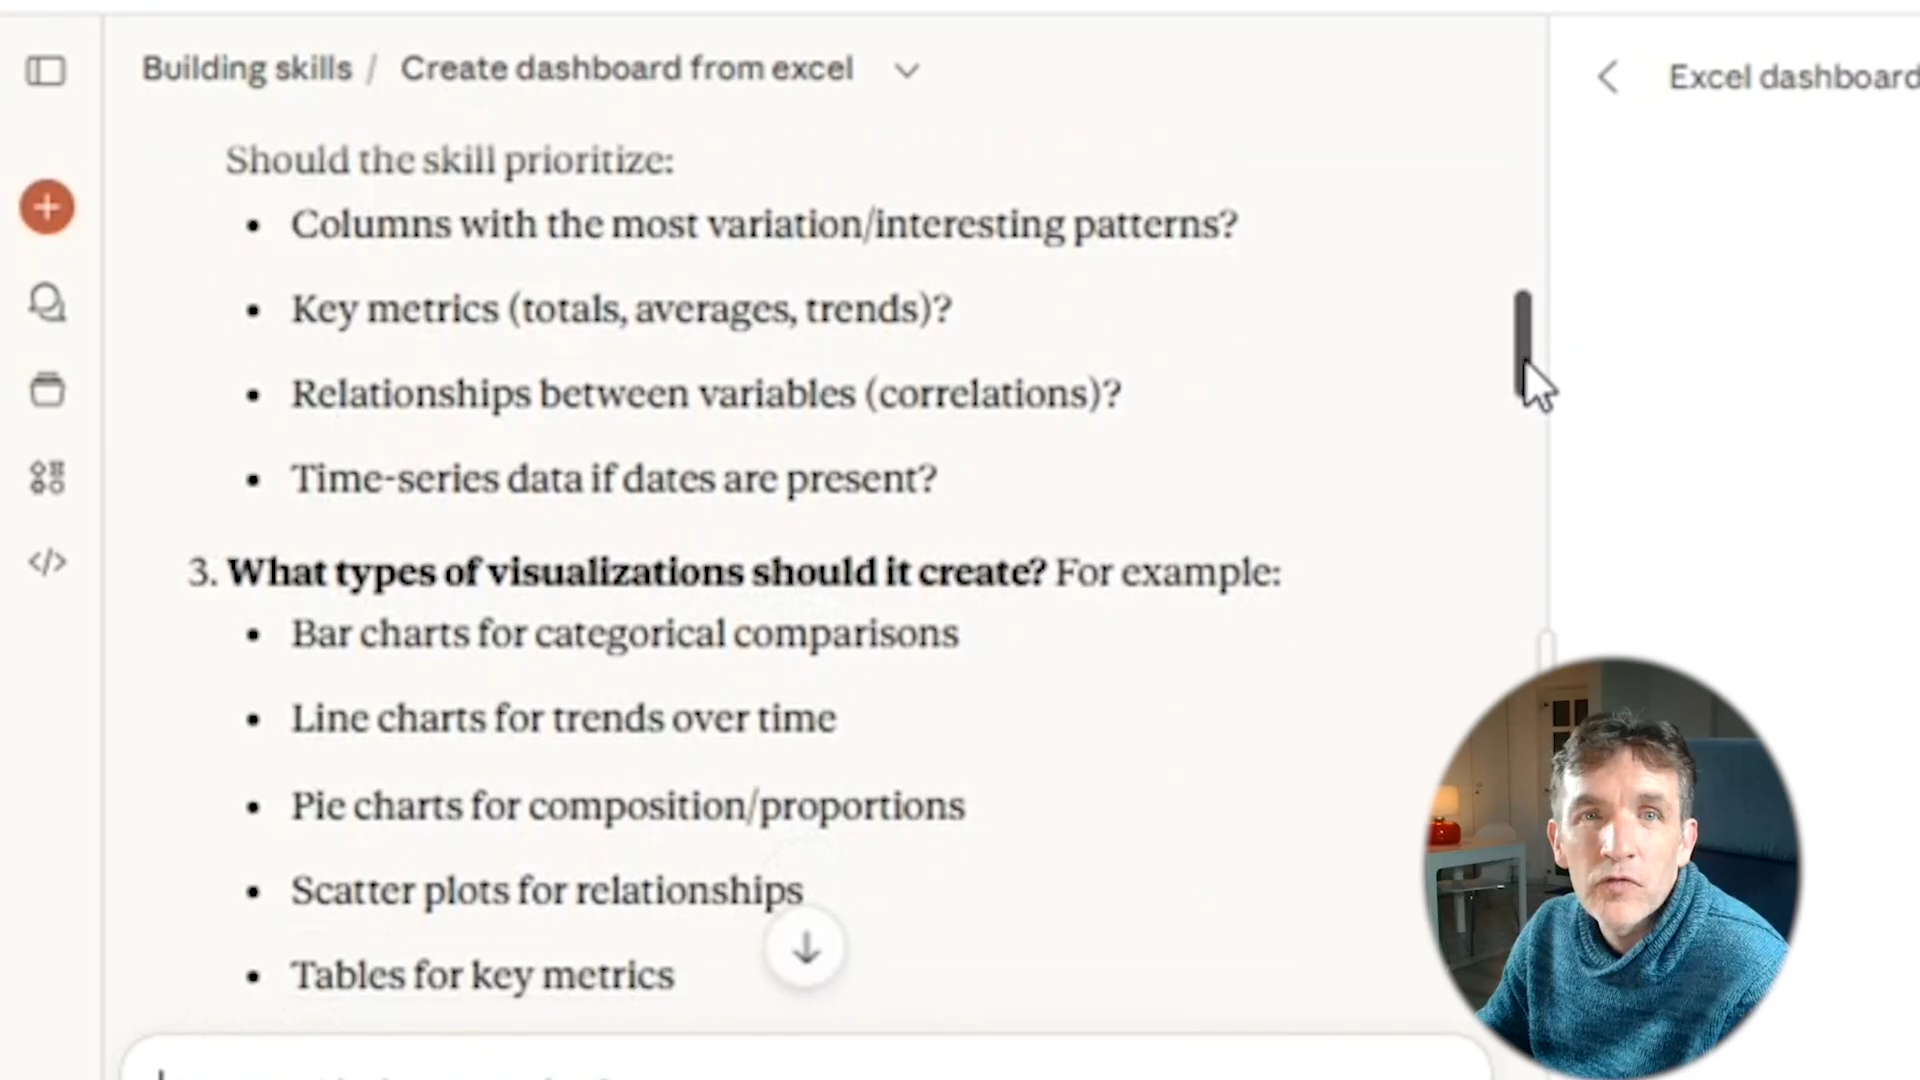 Building skills / Create dashboard from excel
Excel dashboard
Should the skill prioritize:
• Columns with the most variation/interesting patterns?
• Key metrics (totals, averages, trends)?
• Relationships between variables (correlations)?
• Time-series data if dates are present?
3. What types of visualizations should it create? For example:
• Bar charts for categorical comparisons
• Line charts for trends over time
• Pie charts for composition/proportions
• Scatter plots for relationships
• Tables for key metrics